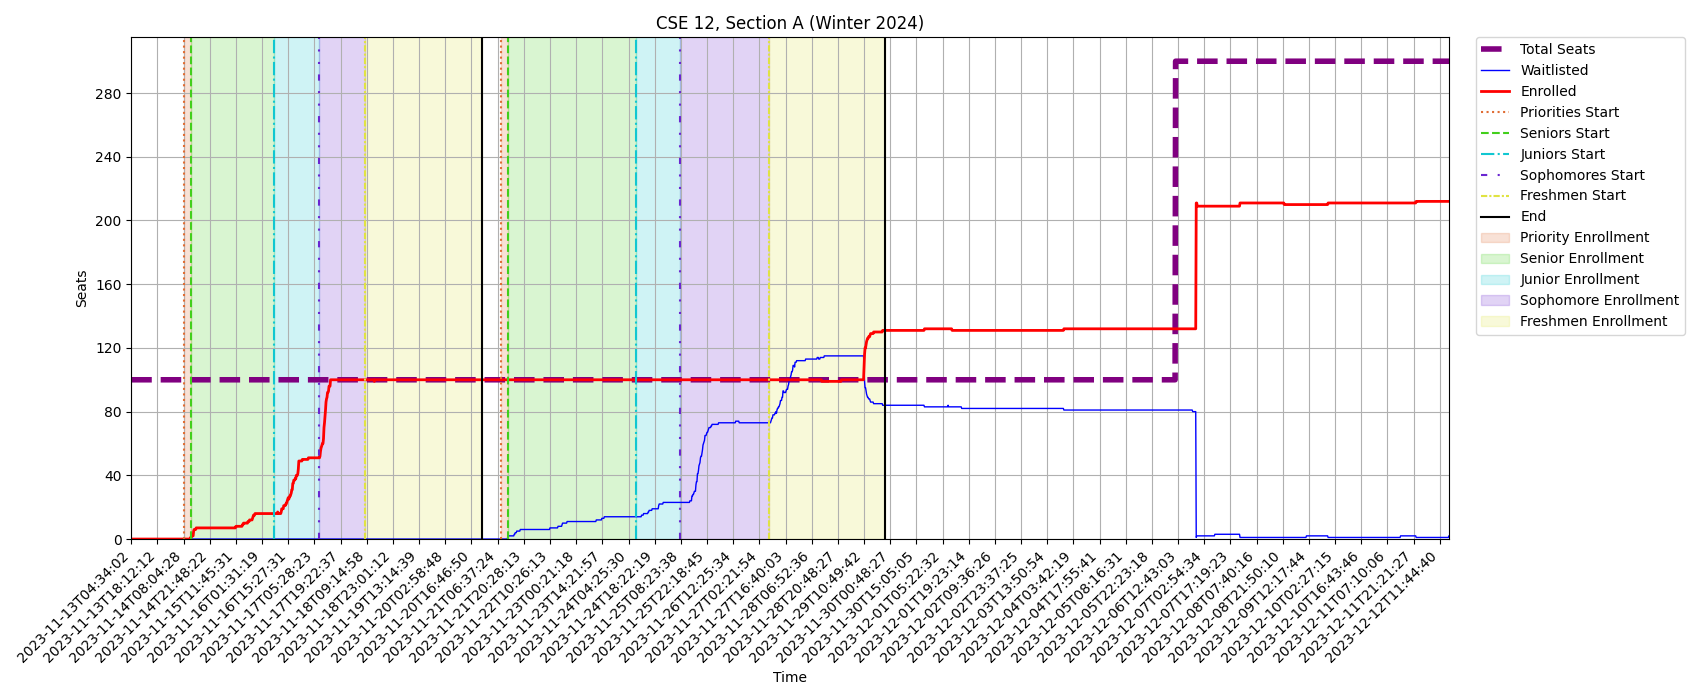 CSE 12, Section A (Winter 2024)
Seats
280
240
200
160
120
80
40
0
2023-11-13T04:34:02
2023-11-13T18:12:12
2023-11-14T08:04:28
2023-11-14T21:48:22
2023-11-15T11:45:31
2023-11-16T01:31:19
2023-11-16T15:27:31
2023-11-17T05:28:23
2023-11-17T19:22:37
2023-11-18T09:14:58
2023-11-18T23:01:12
2023-11-19T13:14:39
2023-11-20T02:58:48
2023-11-20T16:46:50
2023-11-21T06:37:24
2023-11-21T20:28:13
2023-11-22T10:26:13
2023-11-23T00:21:18
2023-11-23T14:21:57
2023-11-24T04:25:30
2023-11-24T18:22:19
2023-11-25T08:23:38
2023-11-25T22:18:45
2023-11-26T12:25:34
2023-11-27T02:21:54
2023-11-27T16:40:03
2023-11-28T06:52:36
2023-11-28T20:48:27
2023-11-29T10:49:42
2023-11-30T00:48:27
2023-11-30T15:05:05
2023-12-01T05:22:32
2023-12-01T19:23:14
2023-12-02T09:36:26
2023-12-02T23:37:25
2023-12-03T13:50:54
2023-12-04T03:42:19
2023-12-04T17:55:41
2023-12-05T08:16:31
2023-12-05T22:23:18
2023-12-06T12:43:03
2023-12-07T02:54:34
2023-12-07T17:19:23
2023-12-08T07:40:16
2023-12-08T21:50:10
2023-12-09T12:17:44
2023-12-10T02:27:15
2023-12-10T16:43:46
2023-12-11T07:10:06
2023-12-11T21:21:27
2023-12-12T11:44:40
Time
Total Seats
Waitlisted
Enrolled
Priorities Start
Seniors Start
Juniors Start
Sophomores Start
Freshmen Start
End
Priority Enrollment
Senior Enrollment
Junior Enrollment
Sophomore Enrollment
Freshmen Enrollment